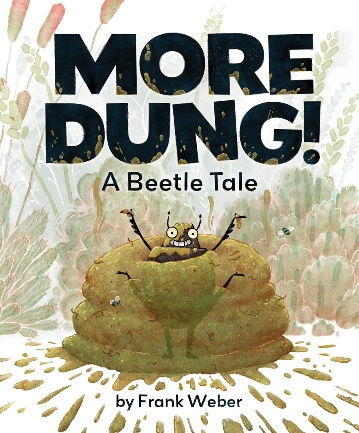 MORE
DUNG!
A Beetle Tale
by Frank Weber